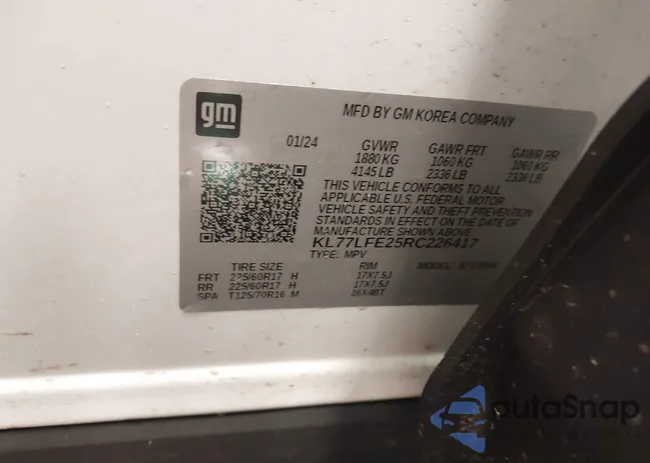 gm
MFD BY GM KOREA COMPANY
01/24 GVWR GAWR FRT GAWR RR
1880 KG 1060 KG 1060 KG
4145 LB 2336 LB 2336 LB
THIS VEHICLE CONFORMS TO ALL
APPLICABLE U.S. FEDERAL MOTOR
VEHICLE SAFETY AND THEFT PREVENTION
STANDARDS IN EFFECT ON THE DATE OF
MANUFACTURE SHOWN ABOVE.
KL77LFE25RC226417
TYPE: MPV MODEL:
TIRE SIZE RIM
FRT 225/60R17 H 17X7.5J
RR 225/60R17 H 17X7.5J
SPA T125/70R16 M 16X4BT
autoSnap